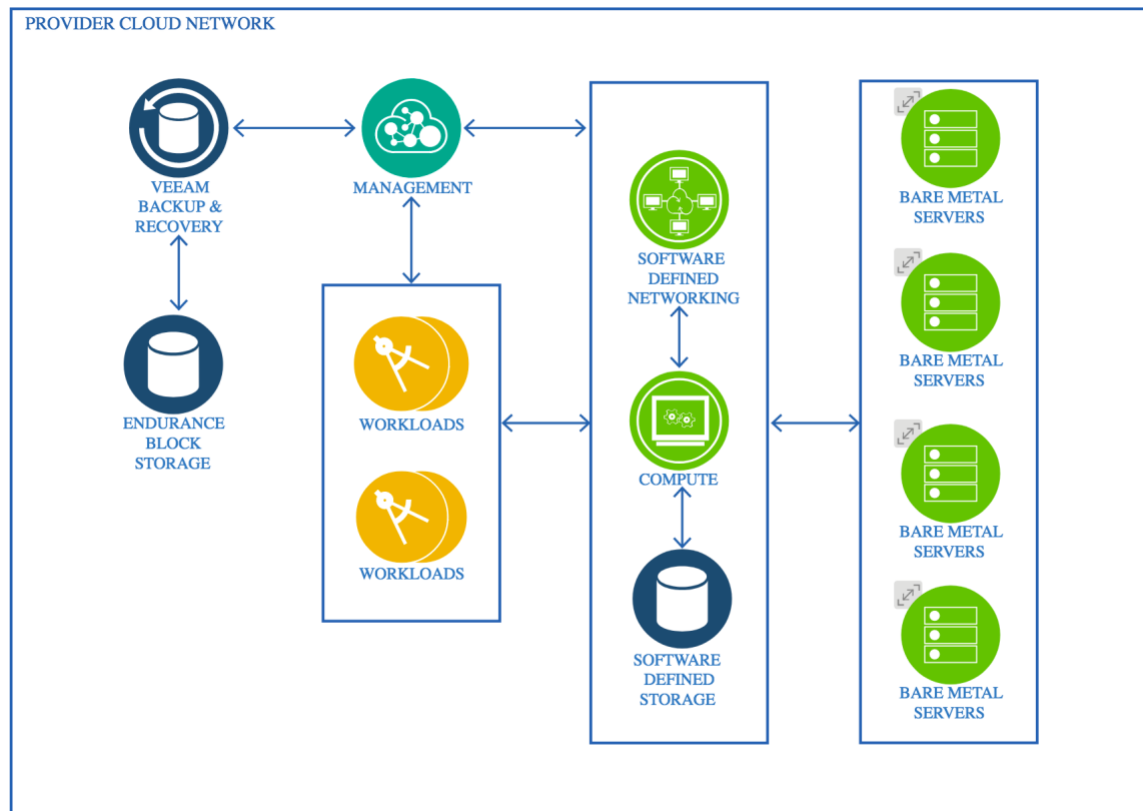 PROVIDER CLOUD NETWORK
VEEAM
BACKUP &
RECOVERY
MANAGEMENT
ENDURANCE
BLOCK
STORAGE
WORKLOADS
WORKLOADS
SOFTWARE
DEFINED
NETWORKING
COMPUTE
SOFTWARE
DEFINED
STORAGE
BARE METAL
SERVERS
BARE METAL
SERVERS
BARE METAL
SERVERS
BARE METAL
SERVERS